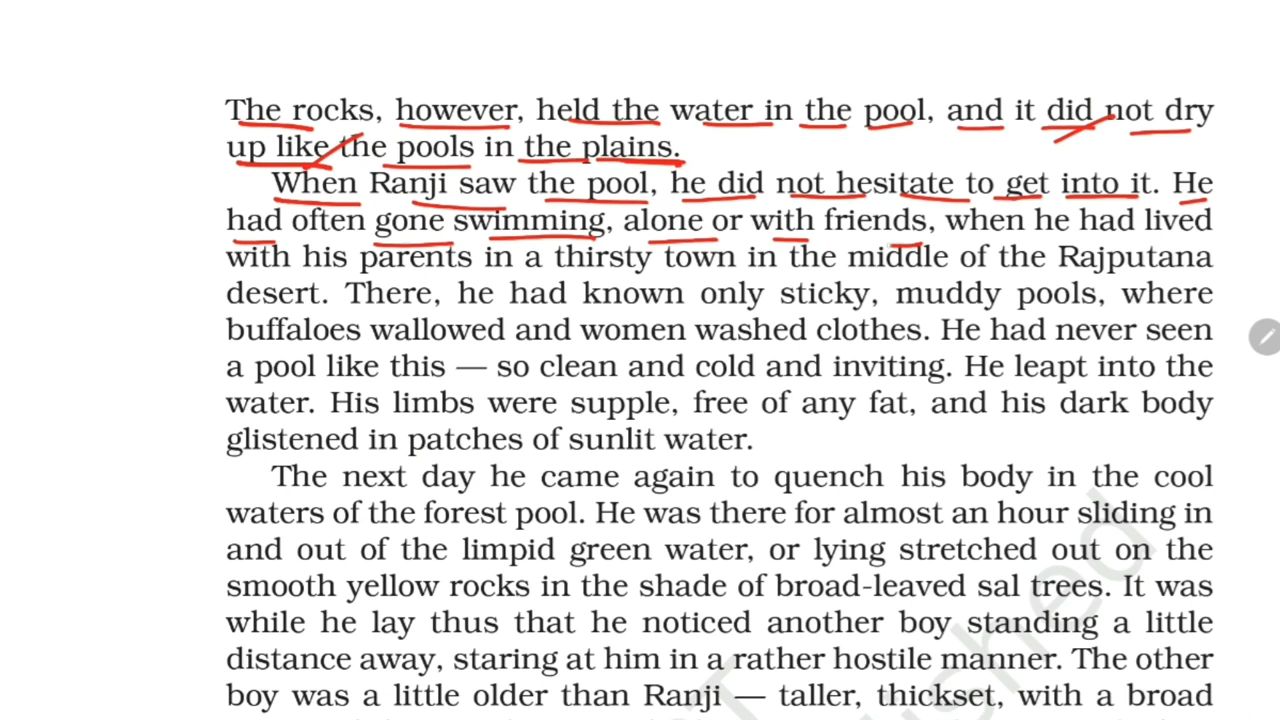 The rocks, however, held the water in the pool, and it did not dry
up like the pools in the plains.
When Ranji saw the pool, he did not hesitate to get into it. He
had often gone swimming, alone or with friends, when he had lived
with his parents in a thirsty town in the middle of the Rajputana
desert. There, he had known only sticky, muddy pools, where
buffaloes wallowed and women washed clothes. He had never seen
a pool like this — so clean and cold and inviting. He leapt into the
water. His limbs were supple, free of any fat, and his dark body
glistened in patches of sunlit water.
The next day he came again to quench his body in the cool
waters of the forest pool. He was there for almost an hour sliding in
and out of the limpid green water, or lying stretched out on the
smooth yellow rocks in the shade of broad-leaved sal trees. It was
while he lay thus that he noticed another boy standing a little
distance away, staring at him in a rather hostile manner. The other
boy was a little older than Ranji — taller, thickset, with a broad